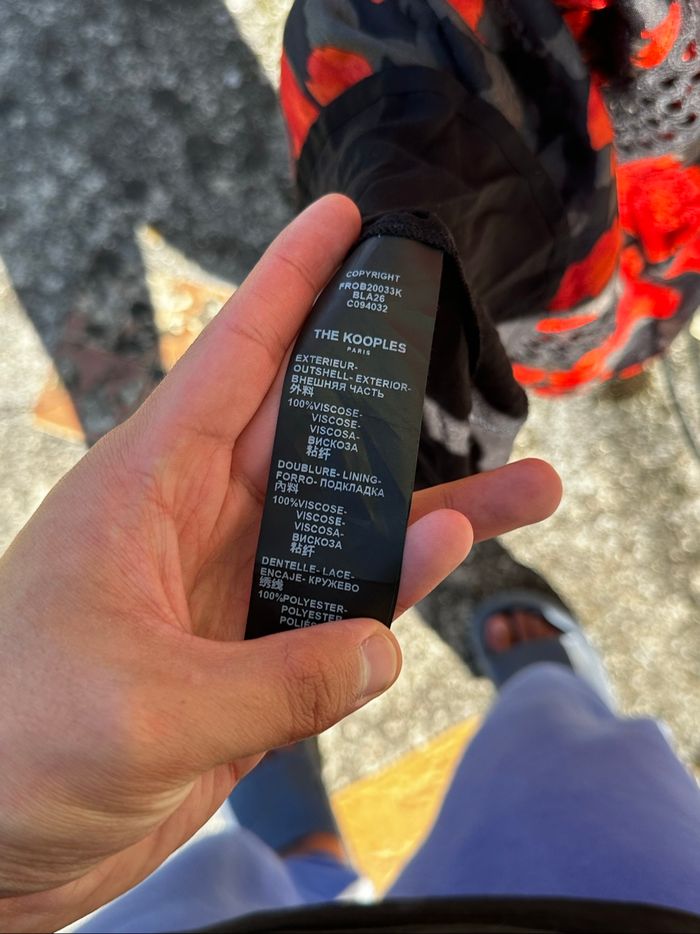 COPYRIGHT
FROB20033K
BLA26
C094032
THE KOOPLES
PARIS
EXTERIEUR-
OUTSHELL- EXTERIOR-
ВНЕШНЯЯ ЧАСТЬ
外料
100%VISCOSE-
VISCOSE-
VISCOSA-
ВИСКОЗА
粘纤
DOUBLURE- LINING-
FORRO- ПОДКЛАДКА
内料
100%VISCOSE-
VISCOSE-
VISCOSA-
ВИСКОЗА
粘纤
DENTELLE- LACE-
ENCAJE- КРУЖЕВО
绣线
100%POLYESTER-
POLYESTER